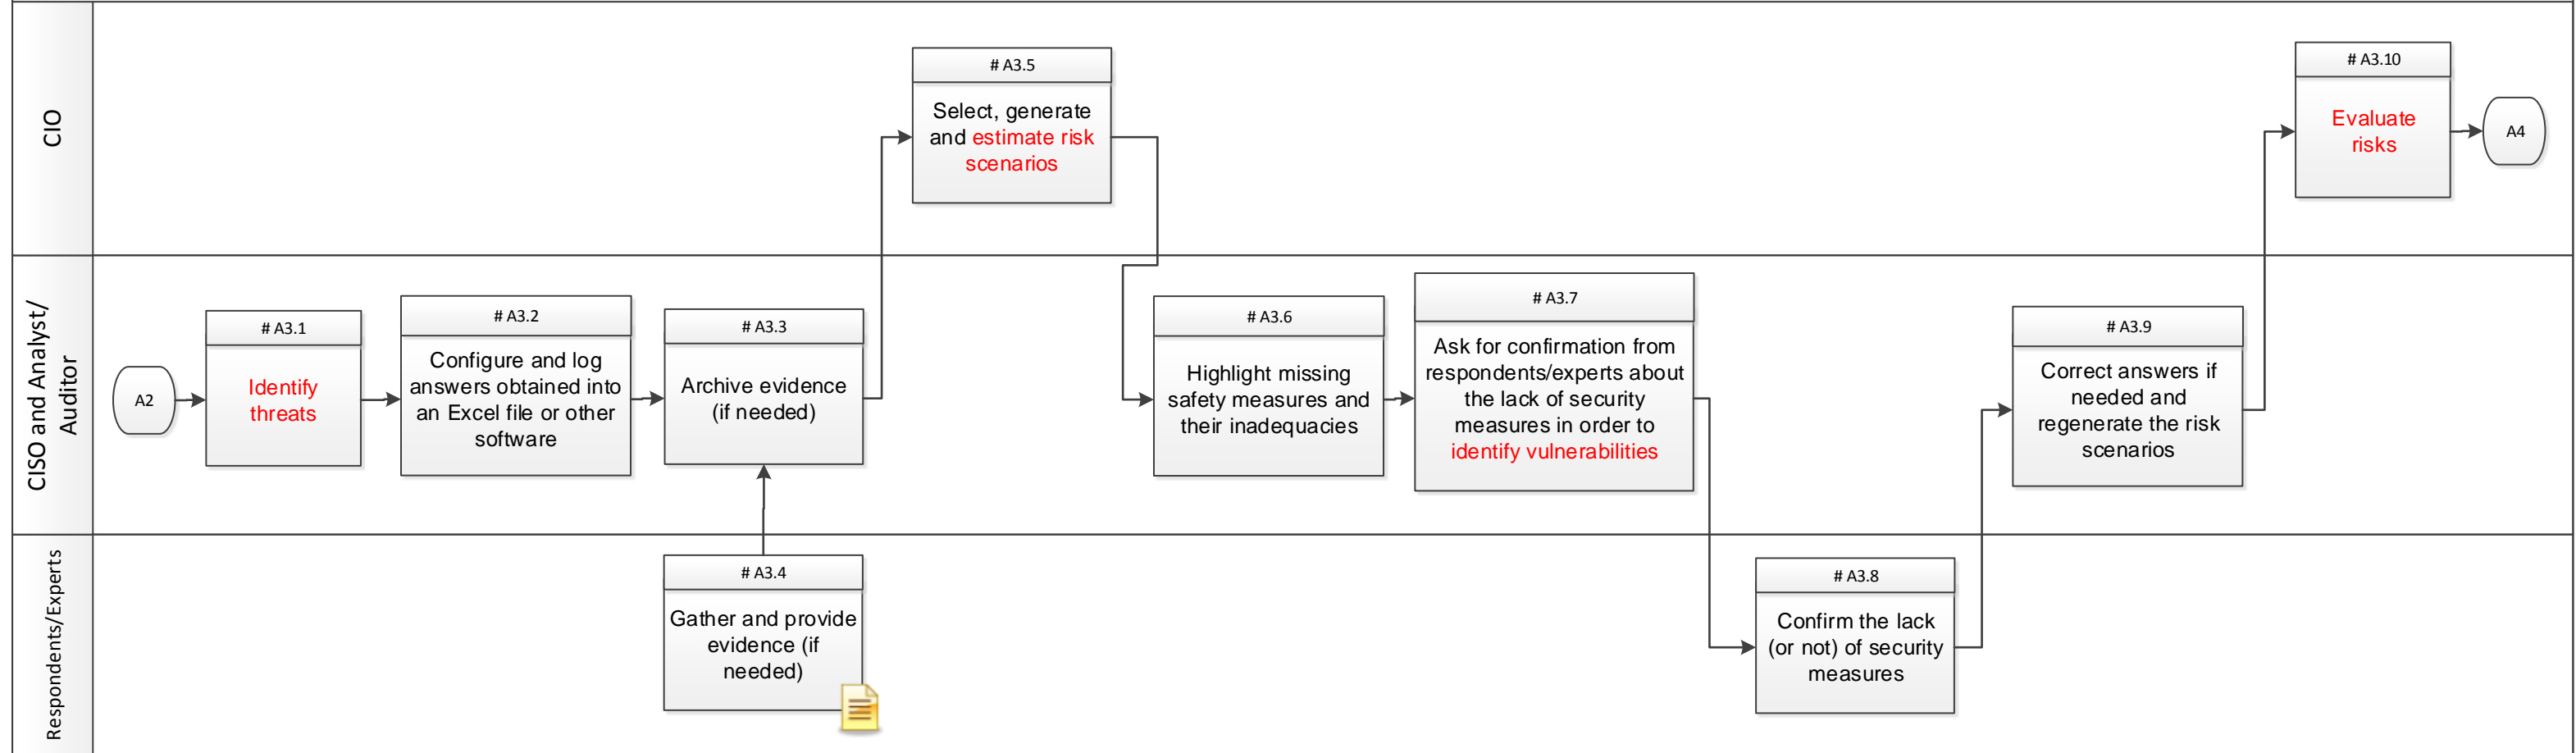 CIO
# A3.5
Select, generate
and estimate risk
scenarios
# A3.10
Evaluate
risks
A4
CISO and Analyst/
Auditor
A2
# A3.1
Identify
threats
# A3.2
Configure and log
answers obtained into
an Excel file or other
software
# A3.3
Archive evidence
(if needed)
# A3.6
Highlight missing
safety measures and
their inadequacies
# A3.7
Ask for confirmation from
respondents/experts about
the lack of security
measures in order to
identify vulnerabilities
# A3.9
Correct answers if
needed and
regenerate the risk
scenarios
Respondents/Experts
# A3.4
Gather and provide
evidence (if
needed)
# A3.8
Confirm the lack
(or not) of security
measures